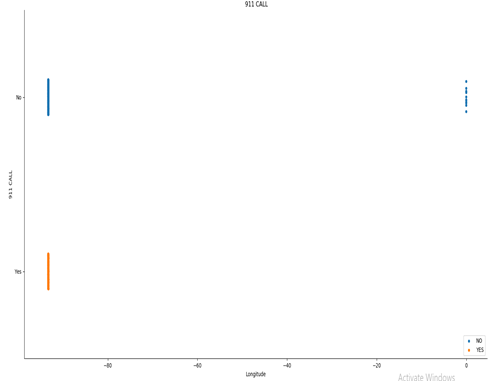 911 CALL
No
911 CALL
Yes
−80
−60
−40
−20
0
Longitude
NO
YES
Activate Windows